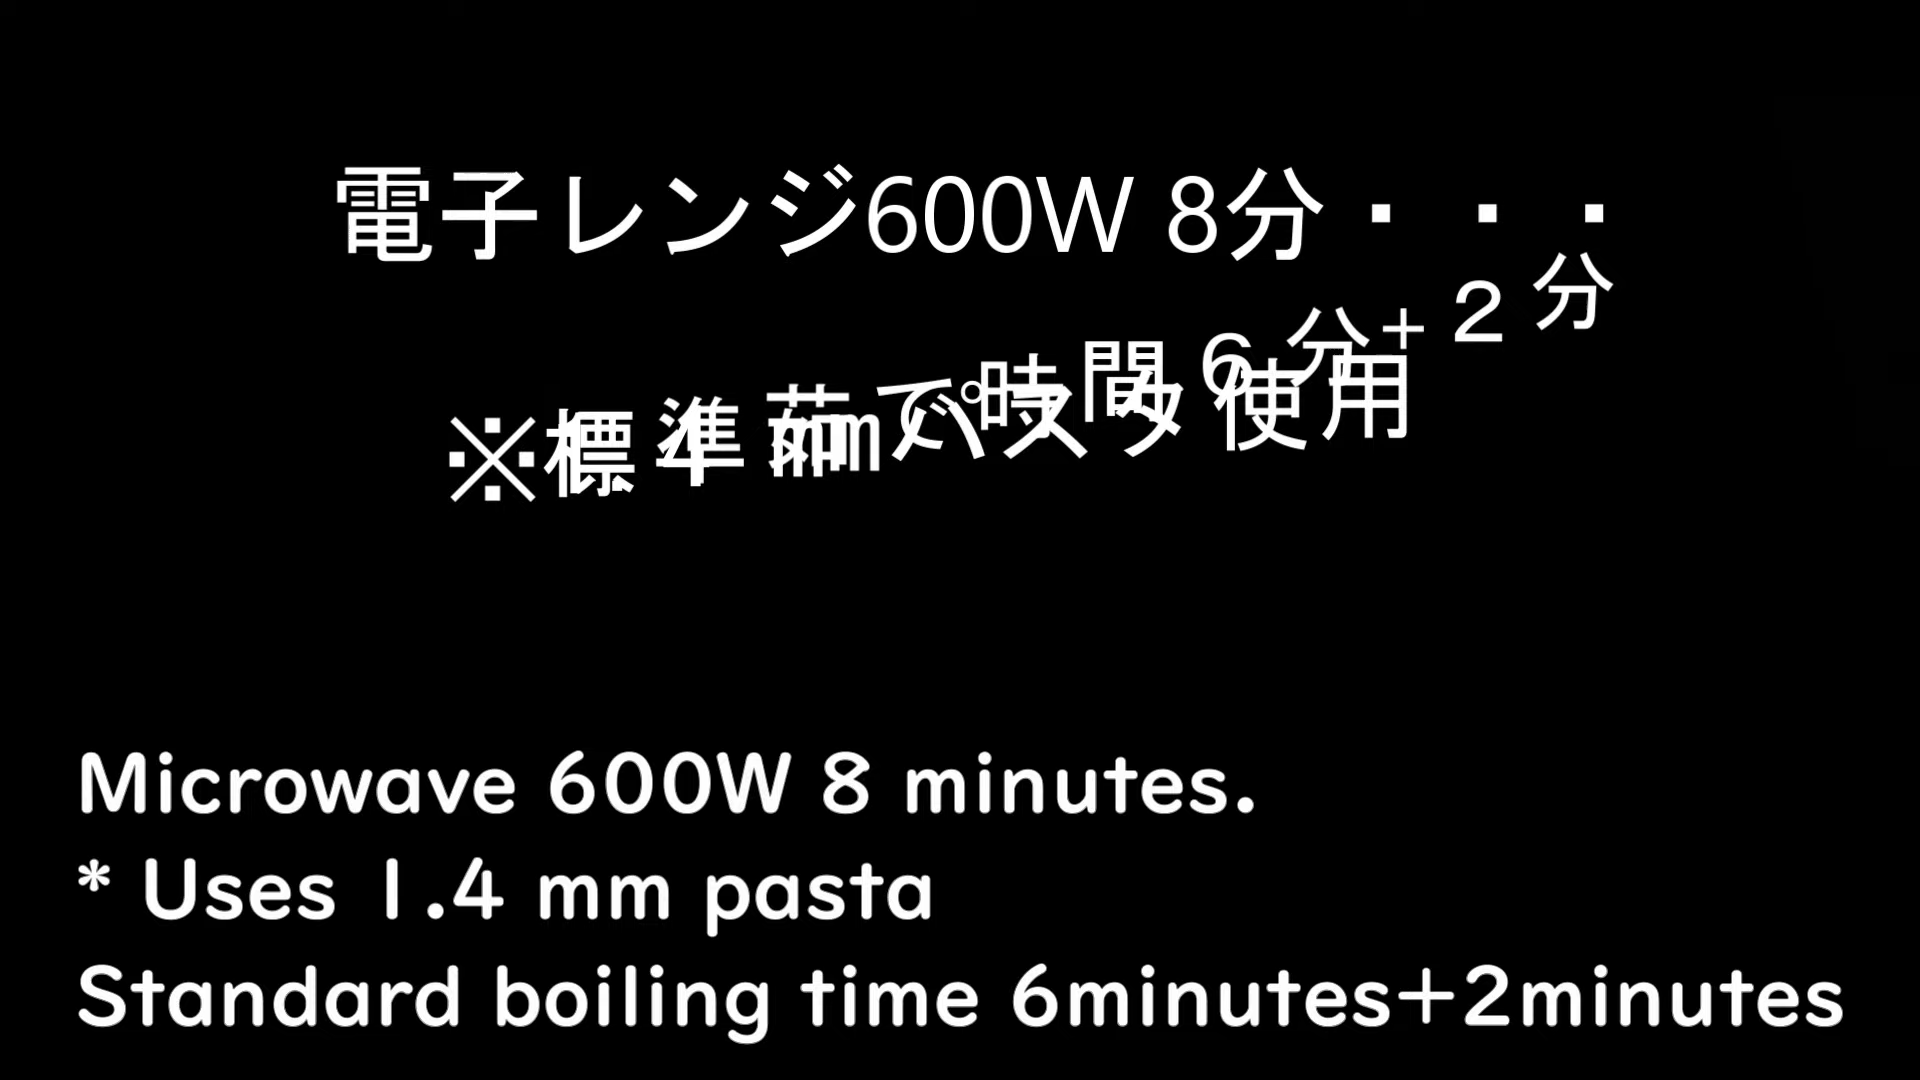 電子レンジ600W 8分・・・
※1.4mmパスタ使用
標準茹で時間6分+2分
Microwave 600W 8 minutes.
* Uses 1.4 mm pasta
Standard boiling time 6minutes+2minutes